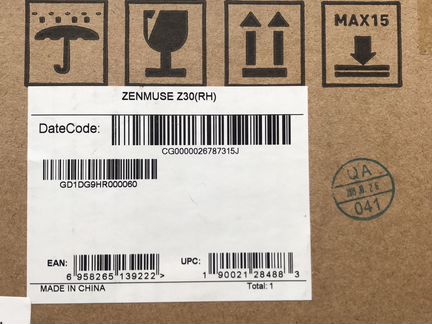 MAX15
ZENMUSE Z30(RH)
DateCode:
CG0000026787315J
GD1DG9HR000060
EAN:
6 958265 139222 >
UPC:
1 90021 28488 3
MADE IN CHINA
Total: 1
QA
041